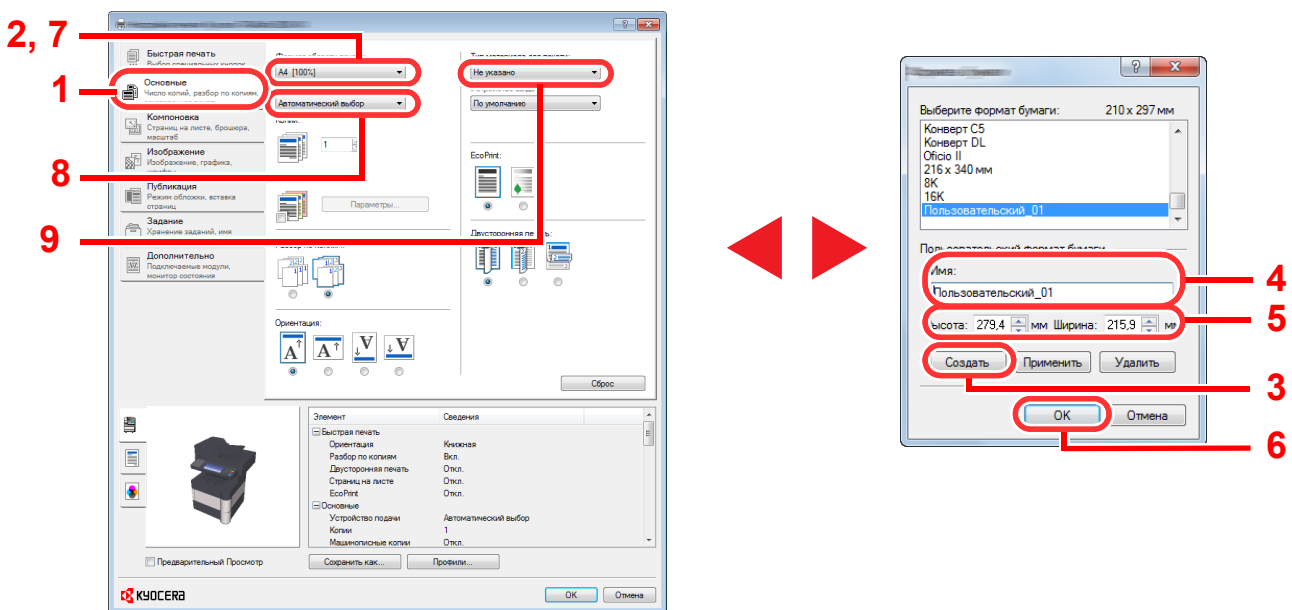 2, 7
1
8
9
Быстрая печать
Основные
Число копий, разбор по копиям,
Компоновка
Страниц на листе, брошюра,
масштаб
Изображение
Изображение, графика,
Публикация
Режим обложки, вставка
страниц
Задание
Хранение заданий, имя
Дополнительно
Подключаемые модули,
монитор состояния
A4 [100%]
Автоматический выбор
1
Параметры...
Ориентация:
Не указано
По умолчанию
EcoPrint:
Двусторонняя печать:
Сброс
Элемент Сведения
Быстрая печать
Ориентация Книжная
Разбор по копиям Вкл.
Двусторонняя печать Откл.
Страниц на листе Откл.
EcoPrint Откл.
Основные
Устройство подачи Автоматический выбор
Копии 1
Машинописные копии Откл.
Предварительный Просмотр
Сохранить как...
Профили...
KYOCERA
OK
Отмена
Выберите формат бумаги: 210 x 297 мм
Конверт C5
Конверт DL
Oficio II
216 x 340 мм
8K
16K
Пользовательский_01
Пользовательский формат бумаги
Имя:
Пользовательский_01
279,4 мм Ширина: 215,9
Создать
Применить
Удалить
OK
Отмена
4
5
3
6